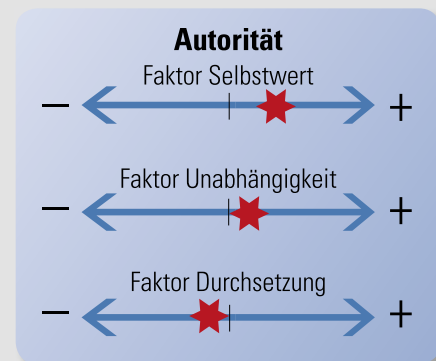 Autorität
Faktor Selbstwert
— +
Faktor Unabhängigkeit
— +
Faktor Durchsetzung
— +